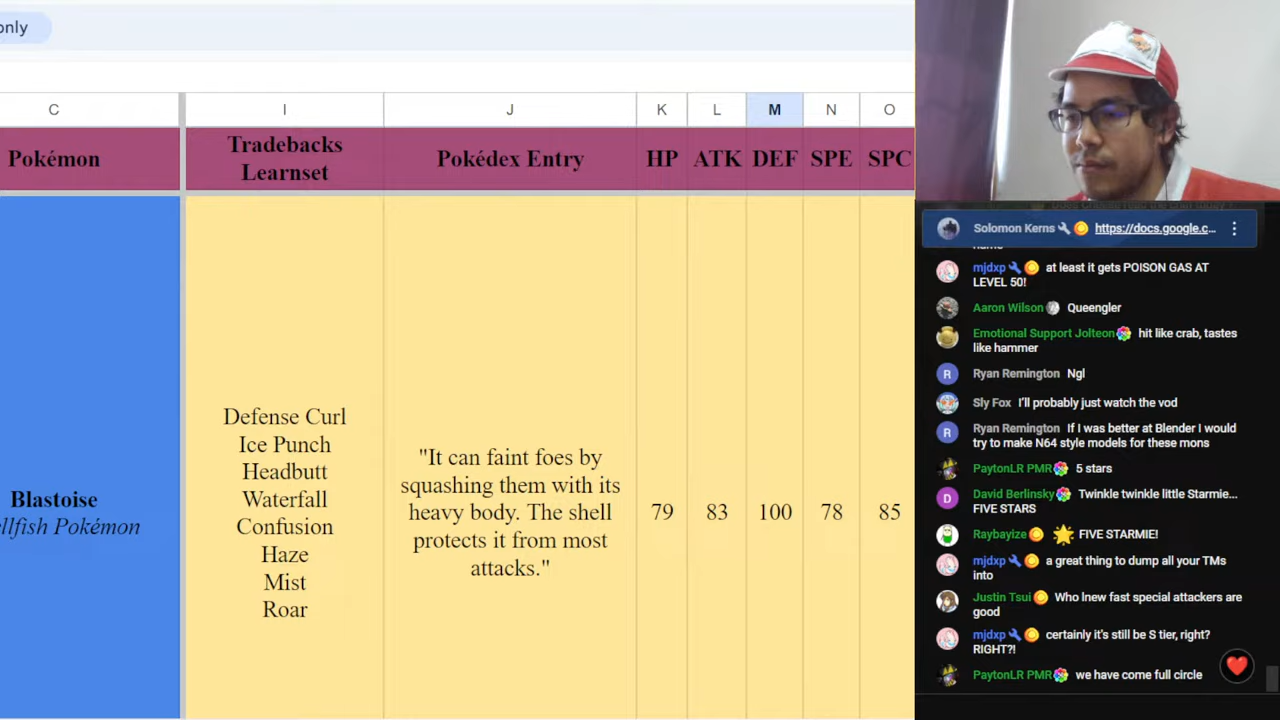 only
C I J K L M N O
Pokémon
Tradebacks
Learnset
Pokédex Entry
HP ATK DEF SPE SPC
Blastoise
llfish Pokémon
Defense Curl
Ice Punch
Headbutt
Waterfall
Confusion
Haze
Mist
Roar
"It can faint foes by
squashing them with its
heavy body. The shell
protects it from most
attacks."
79 83 100 78 85
Solomon Kerns https://docs.google.c...
name
mjdxp at least it gets POISON GAS AT
LEVEL 50!
Aaron Wilson Queengler
Emotional Support Jolteon hit like crab, tastes
like hammer
R Ryan Remington Ngl
Sly Fox I'll probably just watch the vod
R Ryan Remington If I was better at Blender I would
try to make N64 style models for these mons
PaytonLR PMR 5 stars
D David Berlinsky Twinkle twinkle little Starmie...
FIVE STARS
Raybayize FIVE STARMIE!
mjdxp a great thing to dump all your TMs
into
Justin Tsui Who lnew fast special attackers are
good
mjdxp certainly it's still be S tier, right?
RIGHT?!
PaytonLR PMR we have come full circle